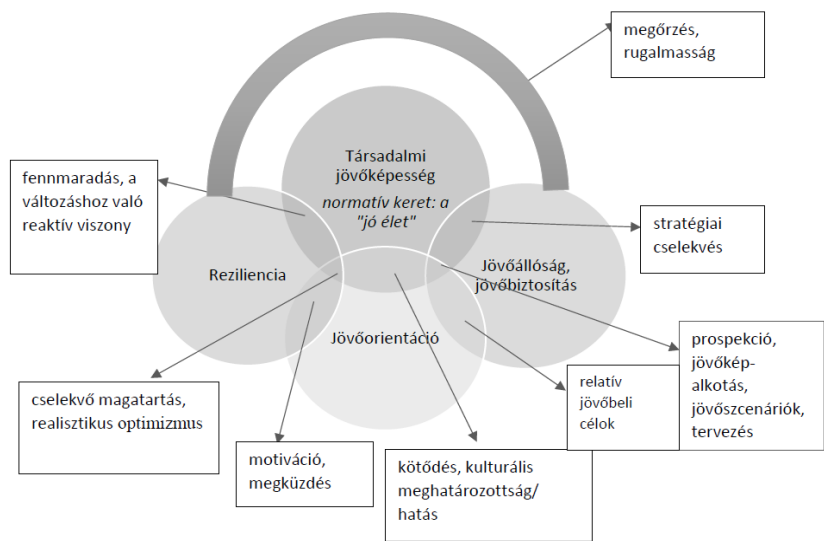 megőrzés,
rugalmasság
Társadalmi
jövőképesség
normatív keret: a
"jó élet"
fennmaradás, a
változáshoz való
reaktív viszony
stratégiai
cselekvés
Reziliencia
Jövőállóság,
jövőbiztosítás
Jövőorientáció
prospekció,
jövőkép-
alkotás,
jövőszcenáriók,
tervezés
relatív
jövőbeli
célok
cselekvő magatartás,
realisztikus optimizmus
motiváció,
megküzdés
kötődés, kulturális
meghatározottság/
hatás